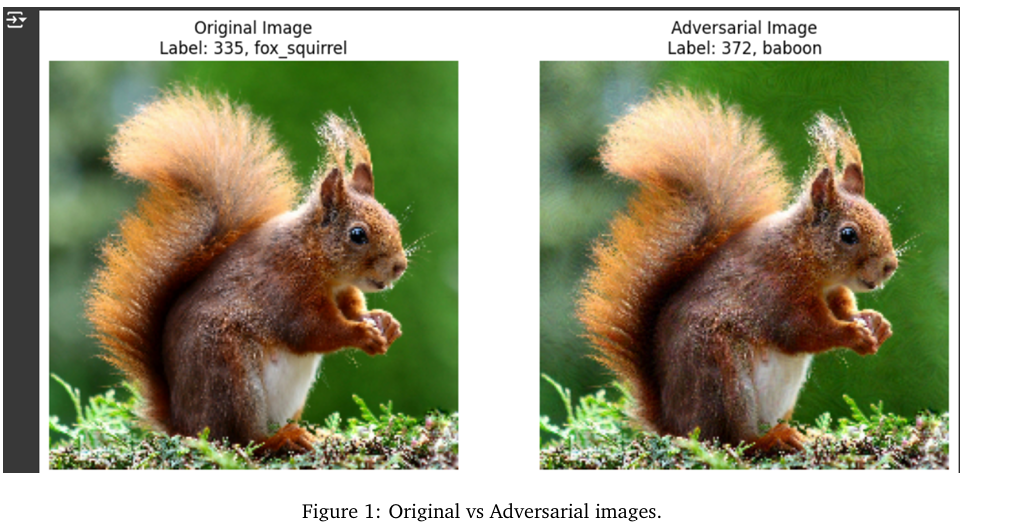 Original Image
Label: 335, fox_squirrel
Adversarial Image
Label: 372, baboon
Figure 1: Original vs Adversarial images.